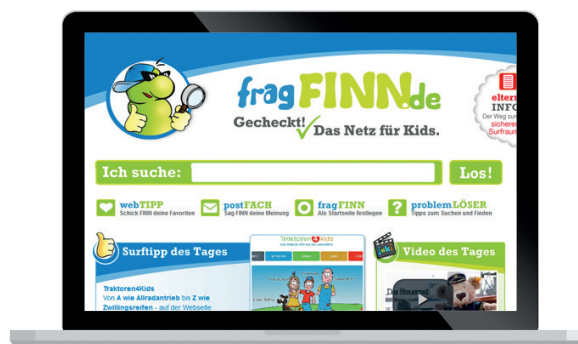 fragFINN.de
Gecheckt! Das Netz für Kids.
eltern
INFO
Der Weg zum
sicheren
Surfraum
Ich suche:
Los!
webTIPP
Schick FINN deine Favoriten
postFACH
Sag FINN deine Meinung
fragFINN
Als Startseite festlegen
problemLÖSER
Tipps zum Suchen und Finden
Surftipp des Tages
Traktoren4Kids
Von A wie Allradantrieb bis Z wie
Zwillingsreifen - auf der Webseite
Traktoren4kids
Video des Tages